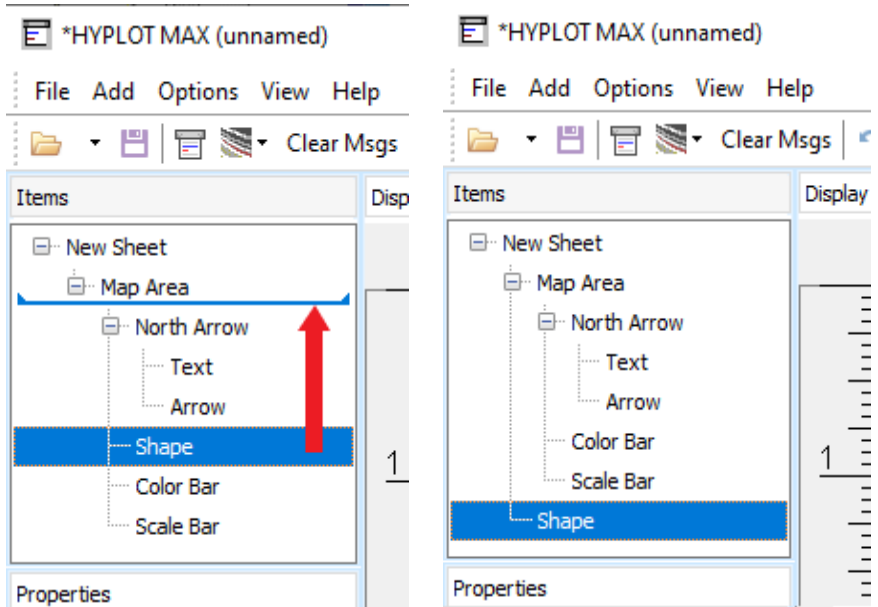 *HYPLOT MAX (unnamed)
File Add Options View Help
Clear Msgs
Items
Disp
New Sheet
Map Area
North Arrow
Text
Arrow
Shape
Color Bar
Scale Bar
1
Properties
*HYPLOT MAX (unnamed)
File Add Options View Help
Clear Msgs
Items
Display
New Sheet
Map Area
North Arrow
Text
Arrow
Color Bar
Scale Bar
Shape
1
Properties